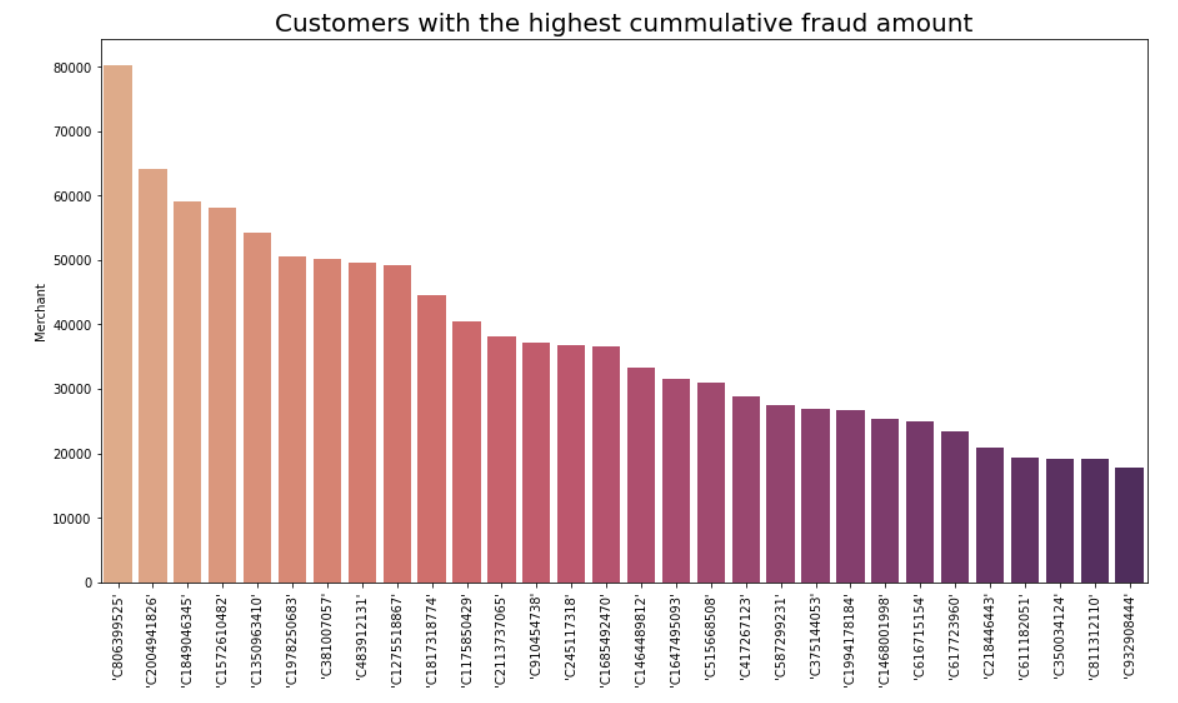 Customers with the highest cummulative fraud amount
80000
70000
60000
50000
40000
30000
20000
10000
0
Merchant
'C806399525'
'C2004941826'
'C1849046345'
'C1572610482'
'C1350963410'
'C1978250683'
'C381007057'
'C483912131'
'C1275518867'
'C1817318774'
'C1175850429'
'C2113737065'
'C910454738'
'C245117318'
'C1685492470'
'C1464489812'
'C1647495093'
'C515668508'
'C417267123'
'C587299231'
'C375144053'
'C1994178184'
'C1468001998'
'C616715154'
'C617723960'
'C218446443'
'C611182051'
'C350034124'
'C811312110'
'C932908444'